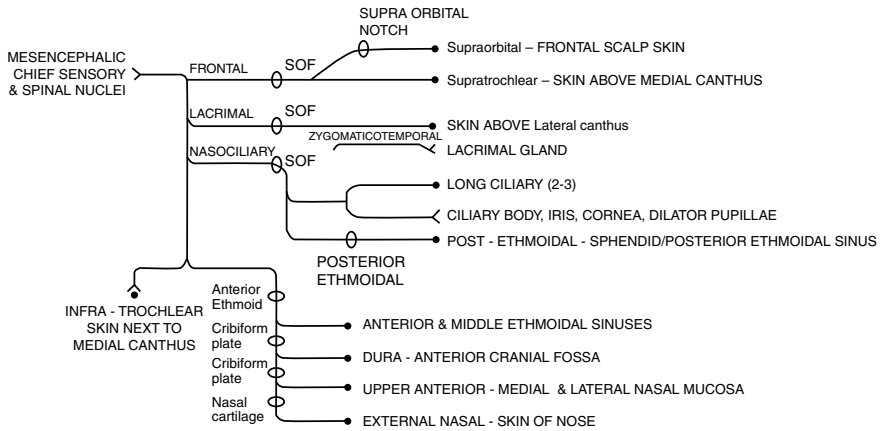 SUPRA ORBITAL
NOTCH
MESENCEPHALIC
CHIEF SENSORY
& SPINAL NUCLEI
FRONTAL
SOF
Supraorbital – FRONTAL SCALP SKIN
Supratrochlear – SKIN ABOVE MEDIAL CANTHUS
LACRIMAL
SOF
SKIN ABOVE Lateral canthus
ZYGOMATICOTEMPORAL
LACRIMAL GLAND
NASOCILIARY
SOF
LONG CILIARY (2-3)
CILIARY BODY, IRIS, CORNEA, DILATOR PUPILLAE
POST - ETHMOIDAL - SPHENDID/POSTERIOR ETHMOIDAL SINUS
POSTERIOR
ETHMOIDAL
INFRA - TROCHLEAR
SKIN NEXT TO
MEDIAL CANTHUS
Anterior
Ethmoid
ANTERIOR & MIDDLE ETHMOIDAL SINUSES
Cribiform
plate
DURA - ANTERIOR CRANIAL FOSSA
Cribiform
plate
UPPER ANTERIOR - MEDIAL & LATERAL NASAL MUCOSA
Nasal
cartilage
EXTERNAL NASAL - SKIN OF NOSE